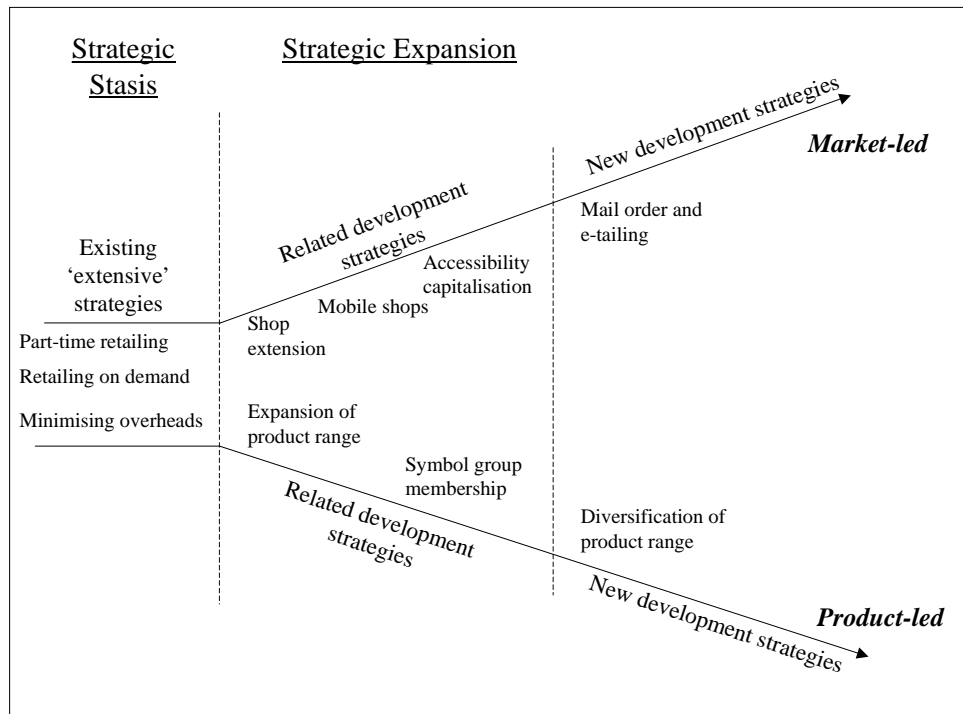 Strategic
Stasis
Strategic Expansion
New development strategies
Market-led
Related development
strategies
Mail order and
e-tailing
Existing
‘extensive’
strategies
Accessibility
capitalisation
Mobile shops
Shop
extension
Part-time retailing
Retailing on demand
Minimising overheads
Expansion of
product range
Symbol group
membership
Related development
strategies
Diversification of
product range
New development strategies
Product-led